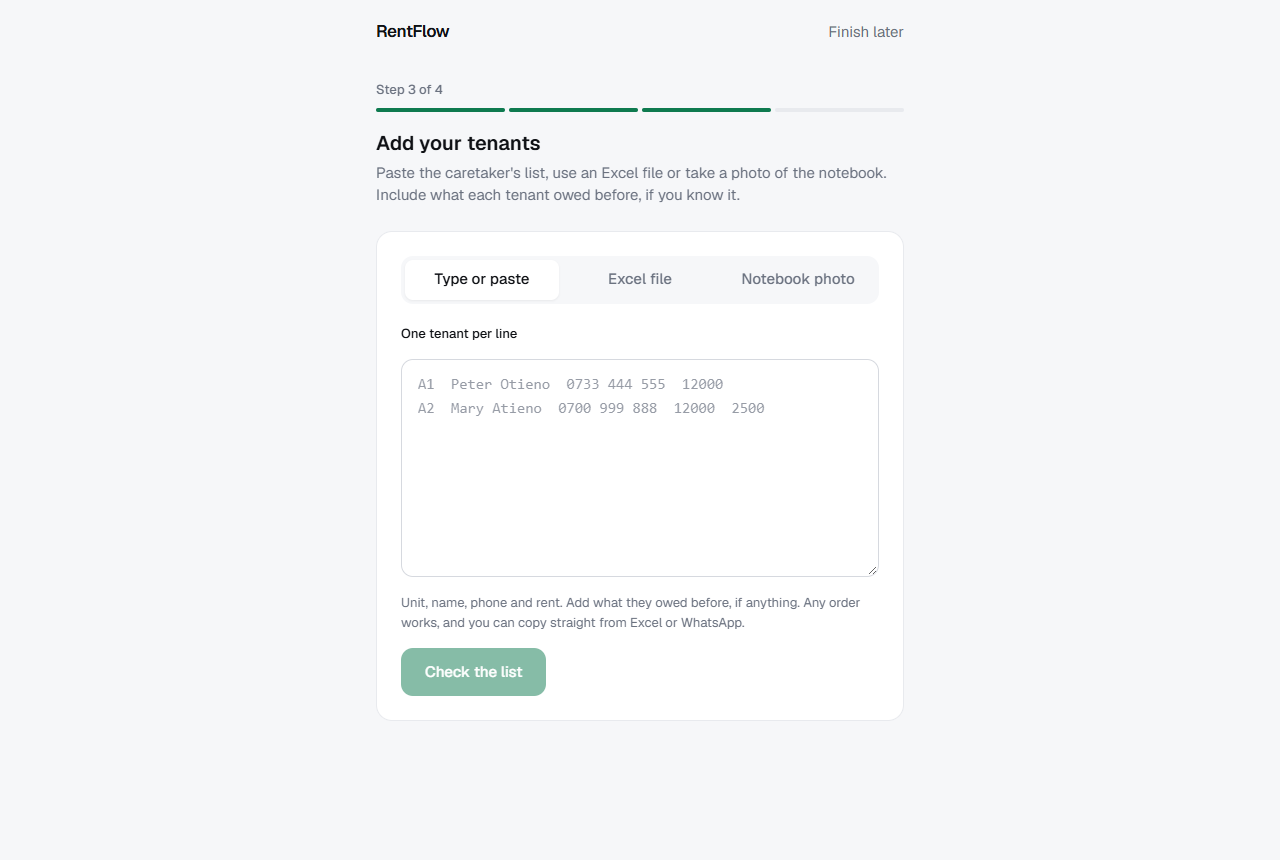 RentFlow
Finish later
Step 3 of 4
Add your tenants
Paste the caretaker's list, use an Excel file or take a photo of the notebook.
Include what each tenant owed before, if you know it.
Type or paste
Excel file
Notebook photo
One tenant per line
A1  Peter Otieno  0733 444 555  12000
A2  Mary Atieno  0700 999 888  12000  2500
Unit, name, phone and rent. Add what they owed before, if anything. Any order
works, and you can copy straight from Excel or WhatsApp.
Check the list